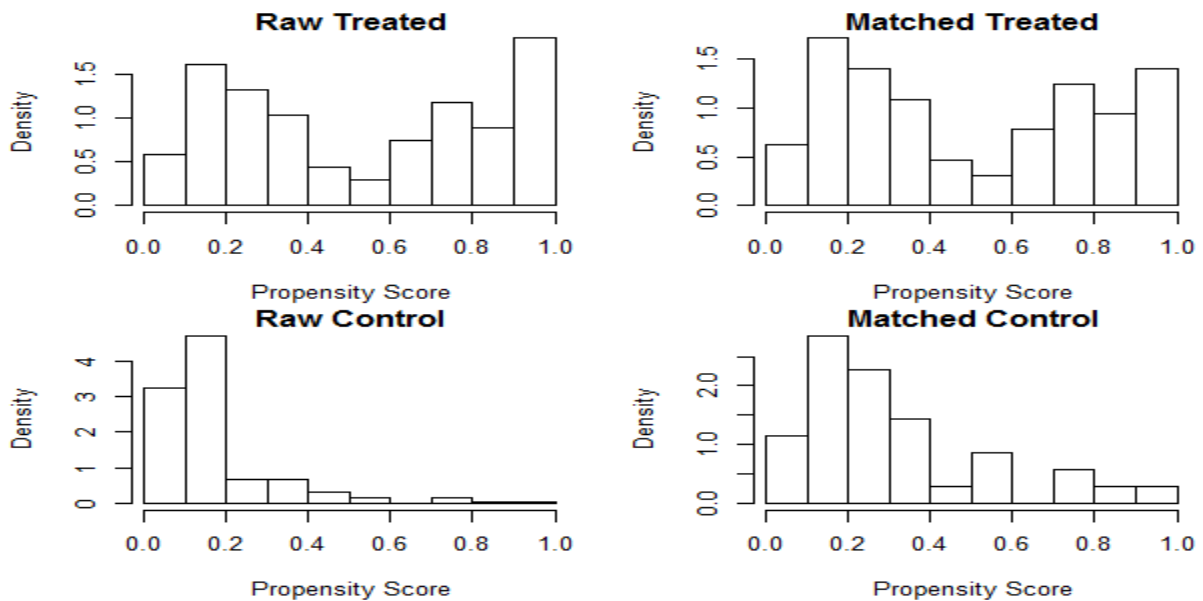 Raw Treated
Density
0.0 0.5 1.0 1.5
0.0 0.2 0.4 0.6 0.8 1.0
Propensity Score
Matched Treated
Density
0.0 0.5 1.0 1.5
0.0 0.2 0.4 0.6 0.8 1.0
Propensity Score
Raw Control
Density
0 1 2 3 4
0.0 0.2 0.4 0.6 0.8 1.0
Propensity Score
Matched Control
Density
0.0 1.0 2.0
0.0 0.2 0.4 0.6 0.8 1.0
Propensity Score